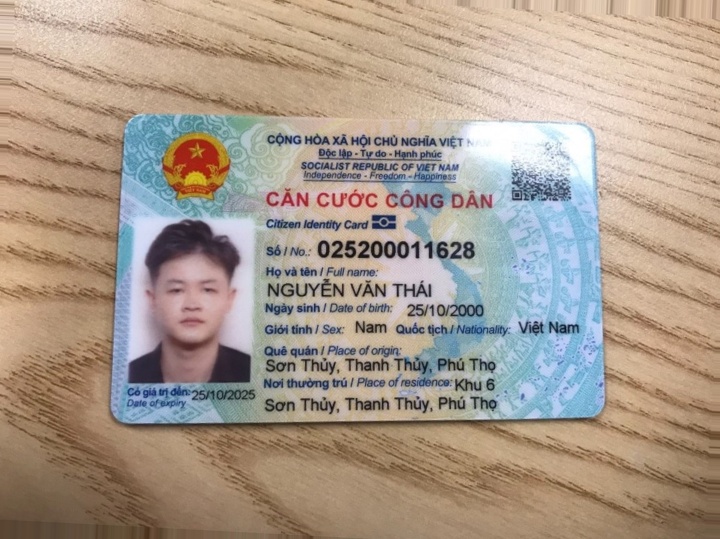 CỘNG HÒA XÃ HỘI CHỦ NGHĨA VIỆT NAM
Độc lập - Tự do - Hạnh phúc
SOCIALIST REPUBLIC OF VIET NAM
Independence - Freedom - Happiness
CĂN CƯỚC CÔNG DÂN
Citizen Identity Card
Số / No.: 025200011628
Họ và tên / Full name:
NGUYỄN VĂN THÁI
Ngày sinh / Date of birth: 25/10/2000
Giới tính / Sex: Nam Quốc tịch / Nationality: Việt Nam
Quê quán / Place of origin:
Sơn Thủy, Thanh Thủy, Phú Thọ
Nơi thường trú / Place of residence: Khu 6
Sơn Thủy, Thanh Thủy, Phú Thọ
Có giá trị đến: 25/10/2025
Date of expiry